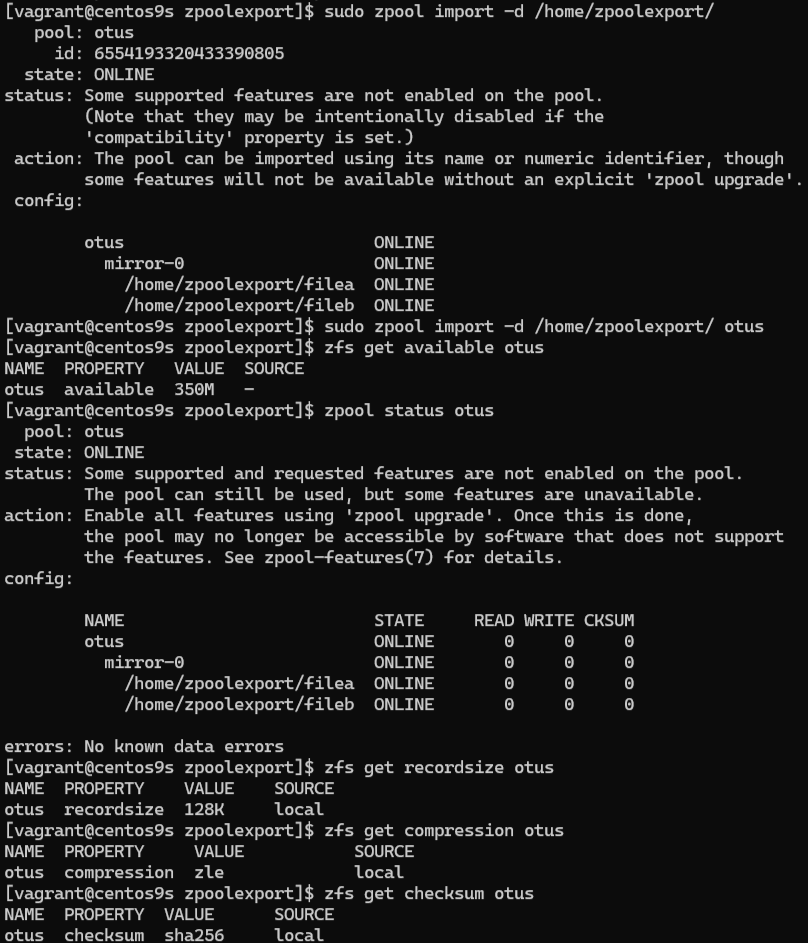 [vagrant@centos9s zpoolexport]$ sudo zpool import -d /home/zpoolexport/
   pool: otus
     id: 6554193320433390805
  state: ONLINE
status: Some supported features are not enabled on the pool.
        (Note that they may be intentionally disabled if the
        'compatibility' property is set.)
 action: The pool can be imported using its name or numeric identifier, though
        some features will not be available without an explicit 'zpool upgrade'.
 config:

        otus                         ONLINE
          mirror-0                   ONLINE
            /home/zpoolexport/filea  ONLINE
            /home/zpoolexport/fileb  ONLINE
[vagrant@centos9s zpoolexport]$ sudo zpool import -d /home/zpoolexport/ otus
[vagrant@centos9s zpoolexport]$ zfs get available otus
NAME  PROPERTY   VALUE  SOURCE
otus  available  350M   -
[vagrant@centos9s zpoolexport]$ zpool status otus
  pool: otus
 state: ONLINE
status: Some supported and requested features are not enabled on the pool.
        The pool can still be used, but some features are unavailable.
action: Enable all features using 'zpool upgrade'. Once this is done,
        the pool may no longer be accessible by software that does not support
        the features. See zpool-features(7) for details.
config:

        NAME                         STATE     READ WRITE CKSUM
        otus                         ONLINE       0     0     0
          mirror-0                   ONLINE       0     0     0
            /home/zpoolexport/filea  ONLINE       0     0     0
            /home/zpoolexport/fileb  ONLINE       0     0     0

errors: No known data errors
[vagrant@centos9s zpoolexport]$ zfs get recordsize otus
NAME  PROPERTY    VALUE    SOURCE
otus  recordsize  128K     local
[vagrant@centos9s zpoolexport]$ zfs get compression otus
NAME  PROPERTY     VALUE           SOURCE
otus  compression  zle             local
[vagrant@centos9s zpoolexport]$ zfs get checksum otus
NAME  PROPERTY  VALUE      SOURCE
otus  checksum  sha256     local